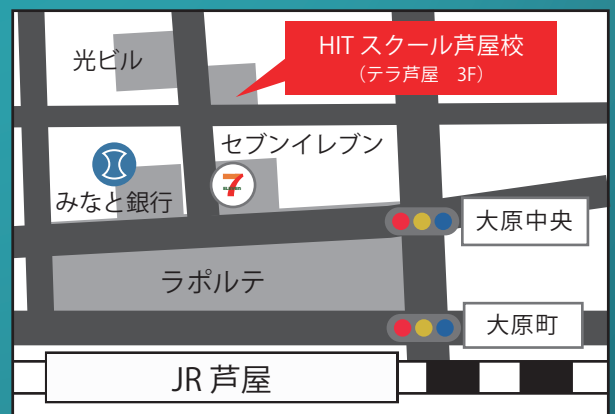 光ビル
HIT スクール芦屋校
(テラ芦屋 3F)
セブンイレブン
7
みなと銀行
大原中央
ラポルテ
大原町
JR 芦屋